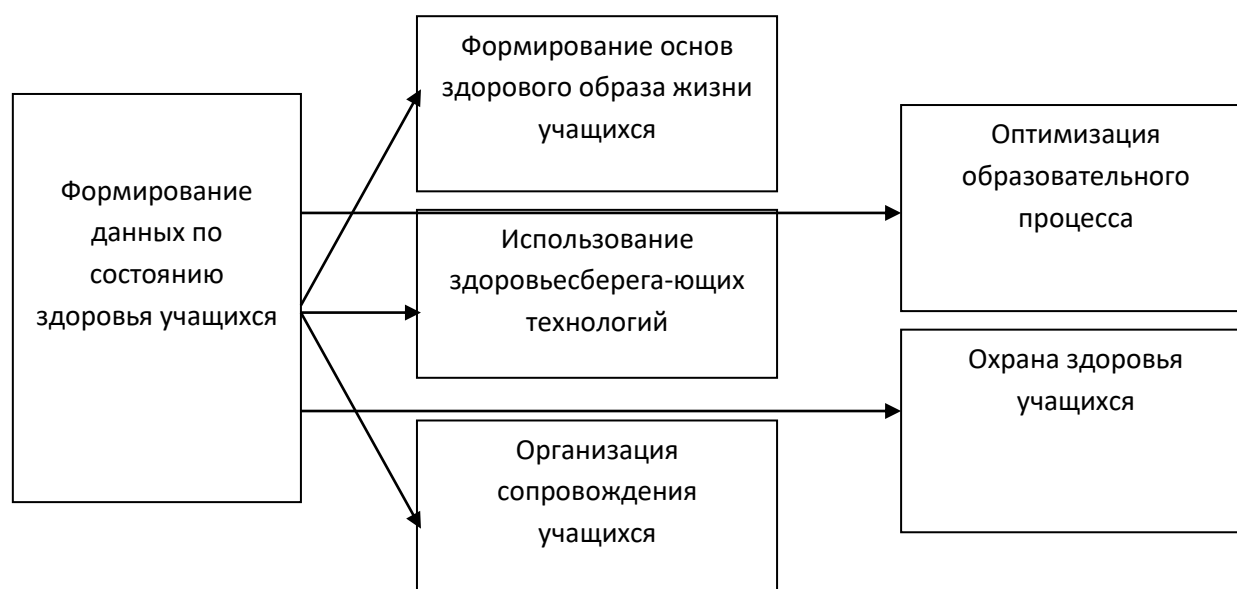 Формирование
данных по
состоянию
здоровья учащихся
Формирование основ
здорового образа жизни
учащихся
Использование
здоровьесберега-ющих
технологий
Организация
сопровождения
учащихся
Оптимизация
образовательного
процесса
Охрана здоровья
учащихся